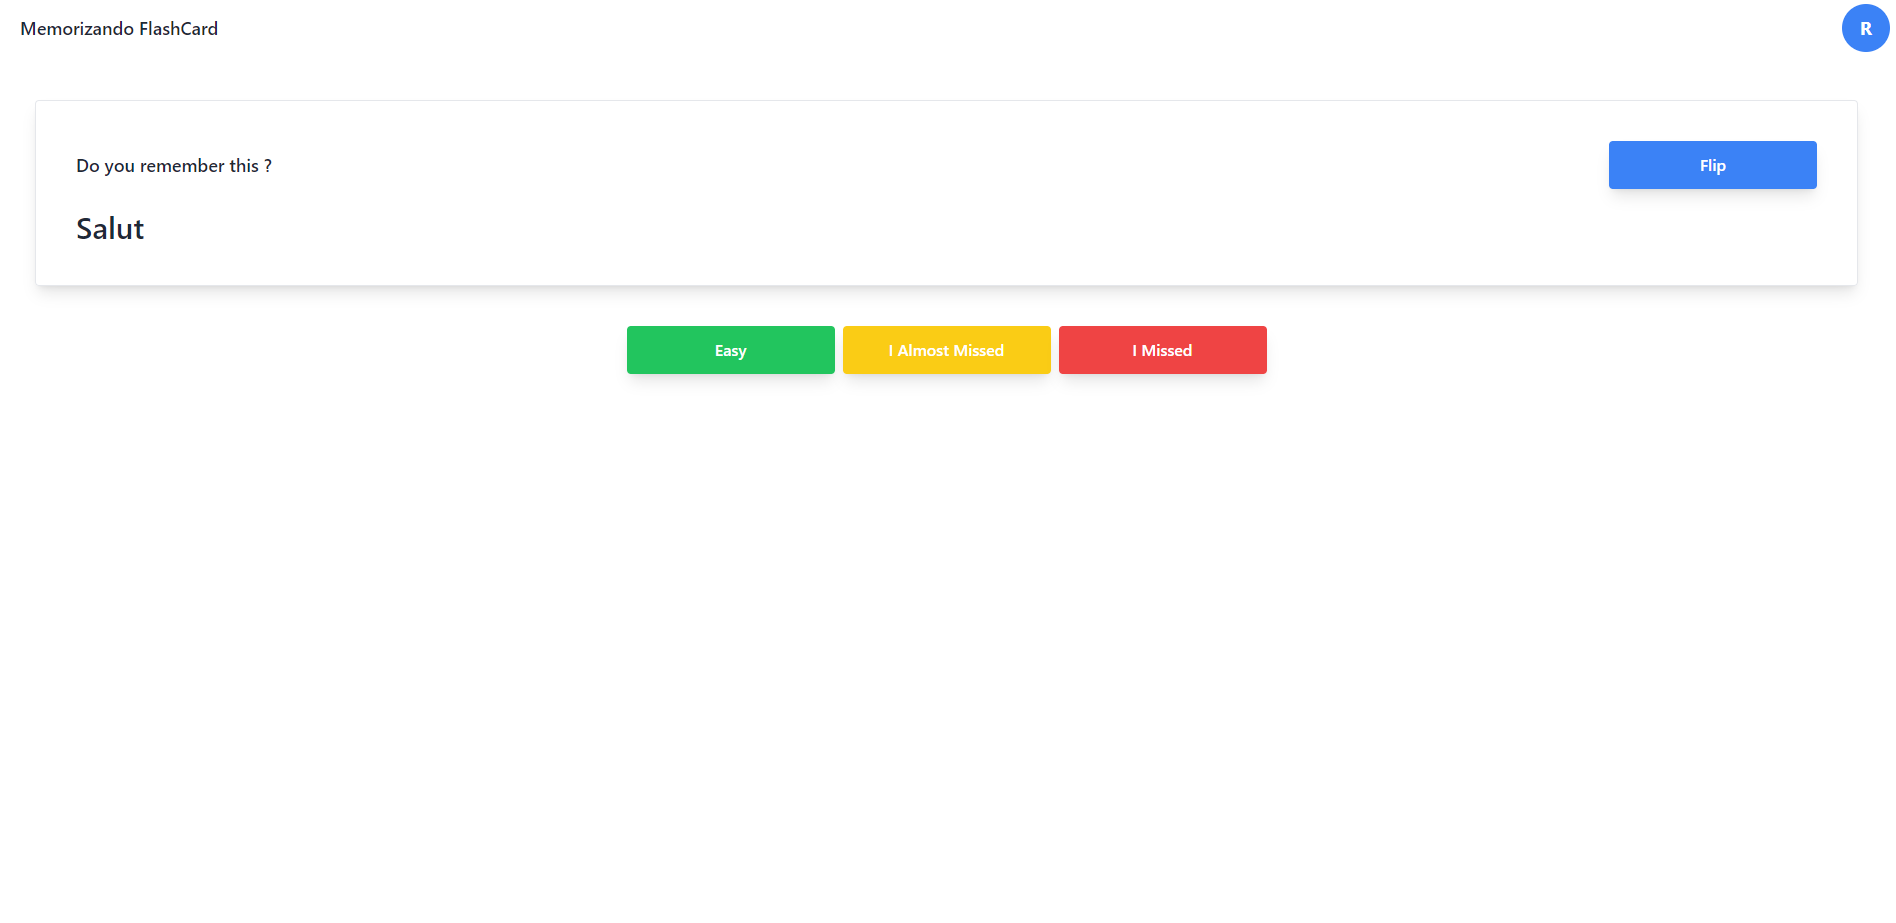 Memorizando FlashCard
R
Do you remember this ?
Flip
Salut
Easy
I Almost Missed
I Missed